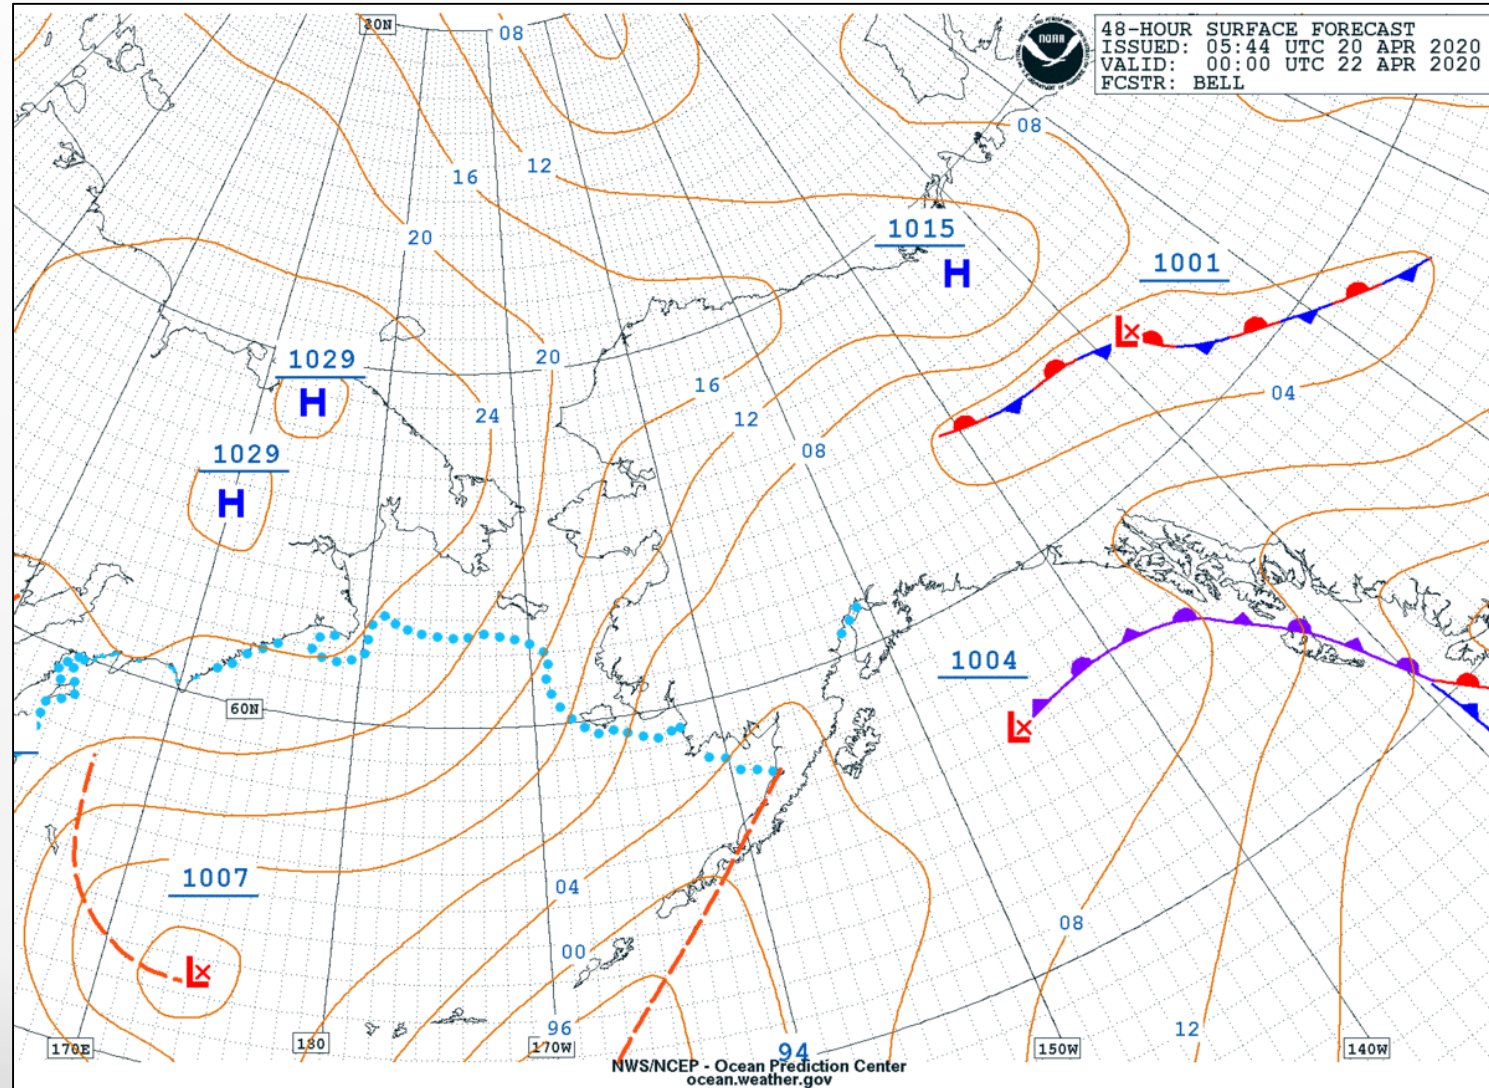 48-HOUR SURFACE FORECAST
ISSUED: 05:44 UTC 20 APR 2020
VALID: 00:00 UTC 22 APR 2020
FCSTR: BELL
NOAA
80N
08
08
12
16
20
1015
H
1001
L
1029
H
20
16
24
04
12
08
1029
H
1004
L
60N
1007
L
04
00
08
96
12
94
170E
180
170W
150W
140W
NWS/NCEP - Ocean Prediction Center
ocean.weather.gov